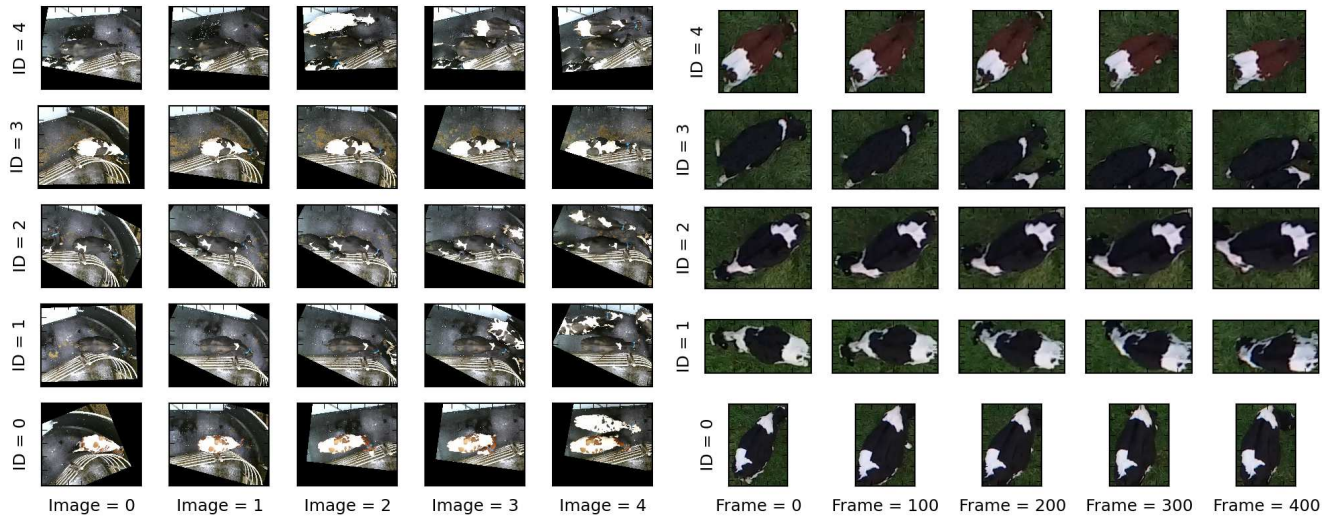 ID = 4
ID = 3
ID = 2
ID = 1
ID = 0
Image = 0 Image = 1 Image = 2 Image = 3 Image = 4
ID = 4
ID = 3
ID = 2
ID = 1
ID = 0
Frame = 0 Frame = 100 Frame = 200 Frame = 300 Frame = 400